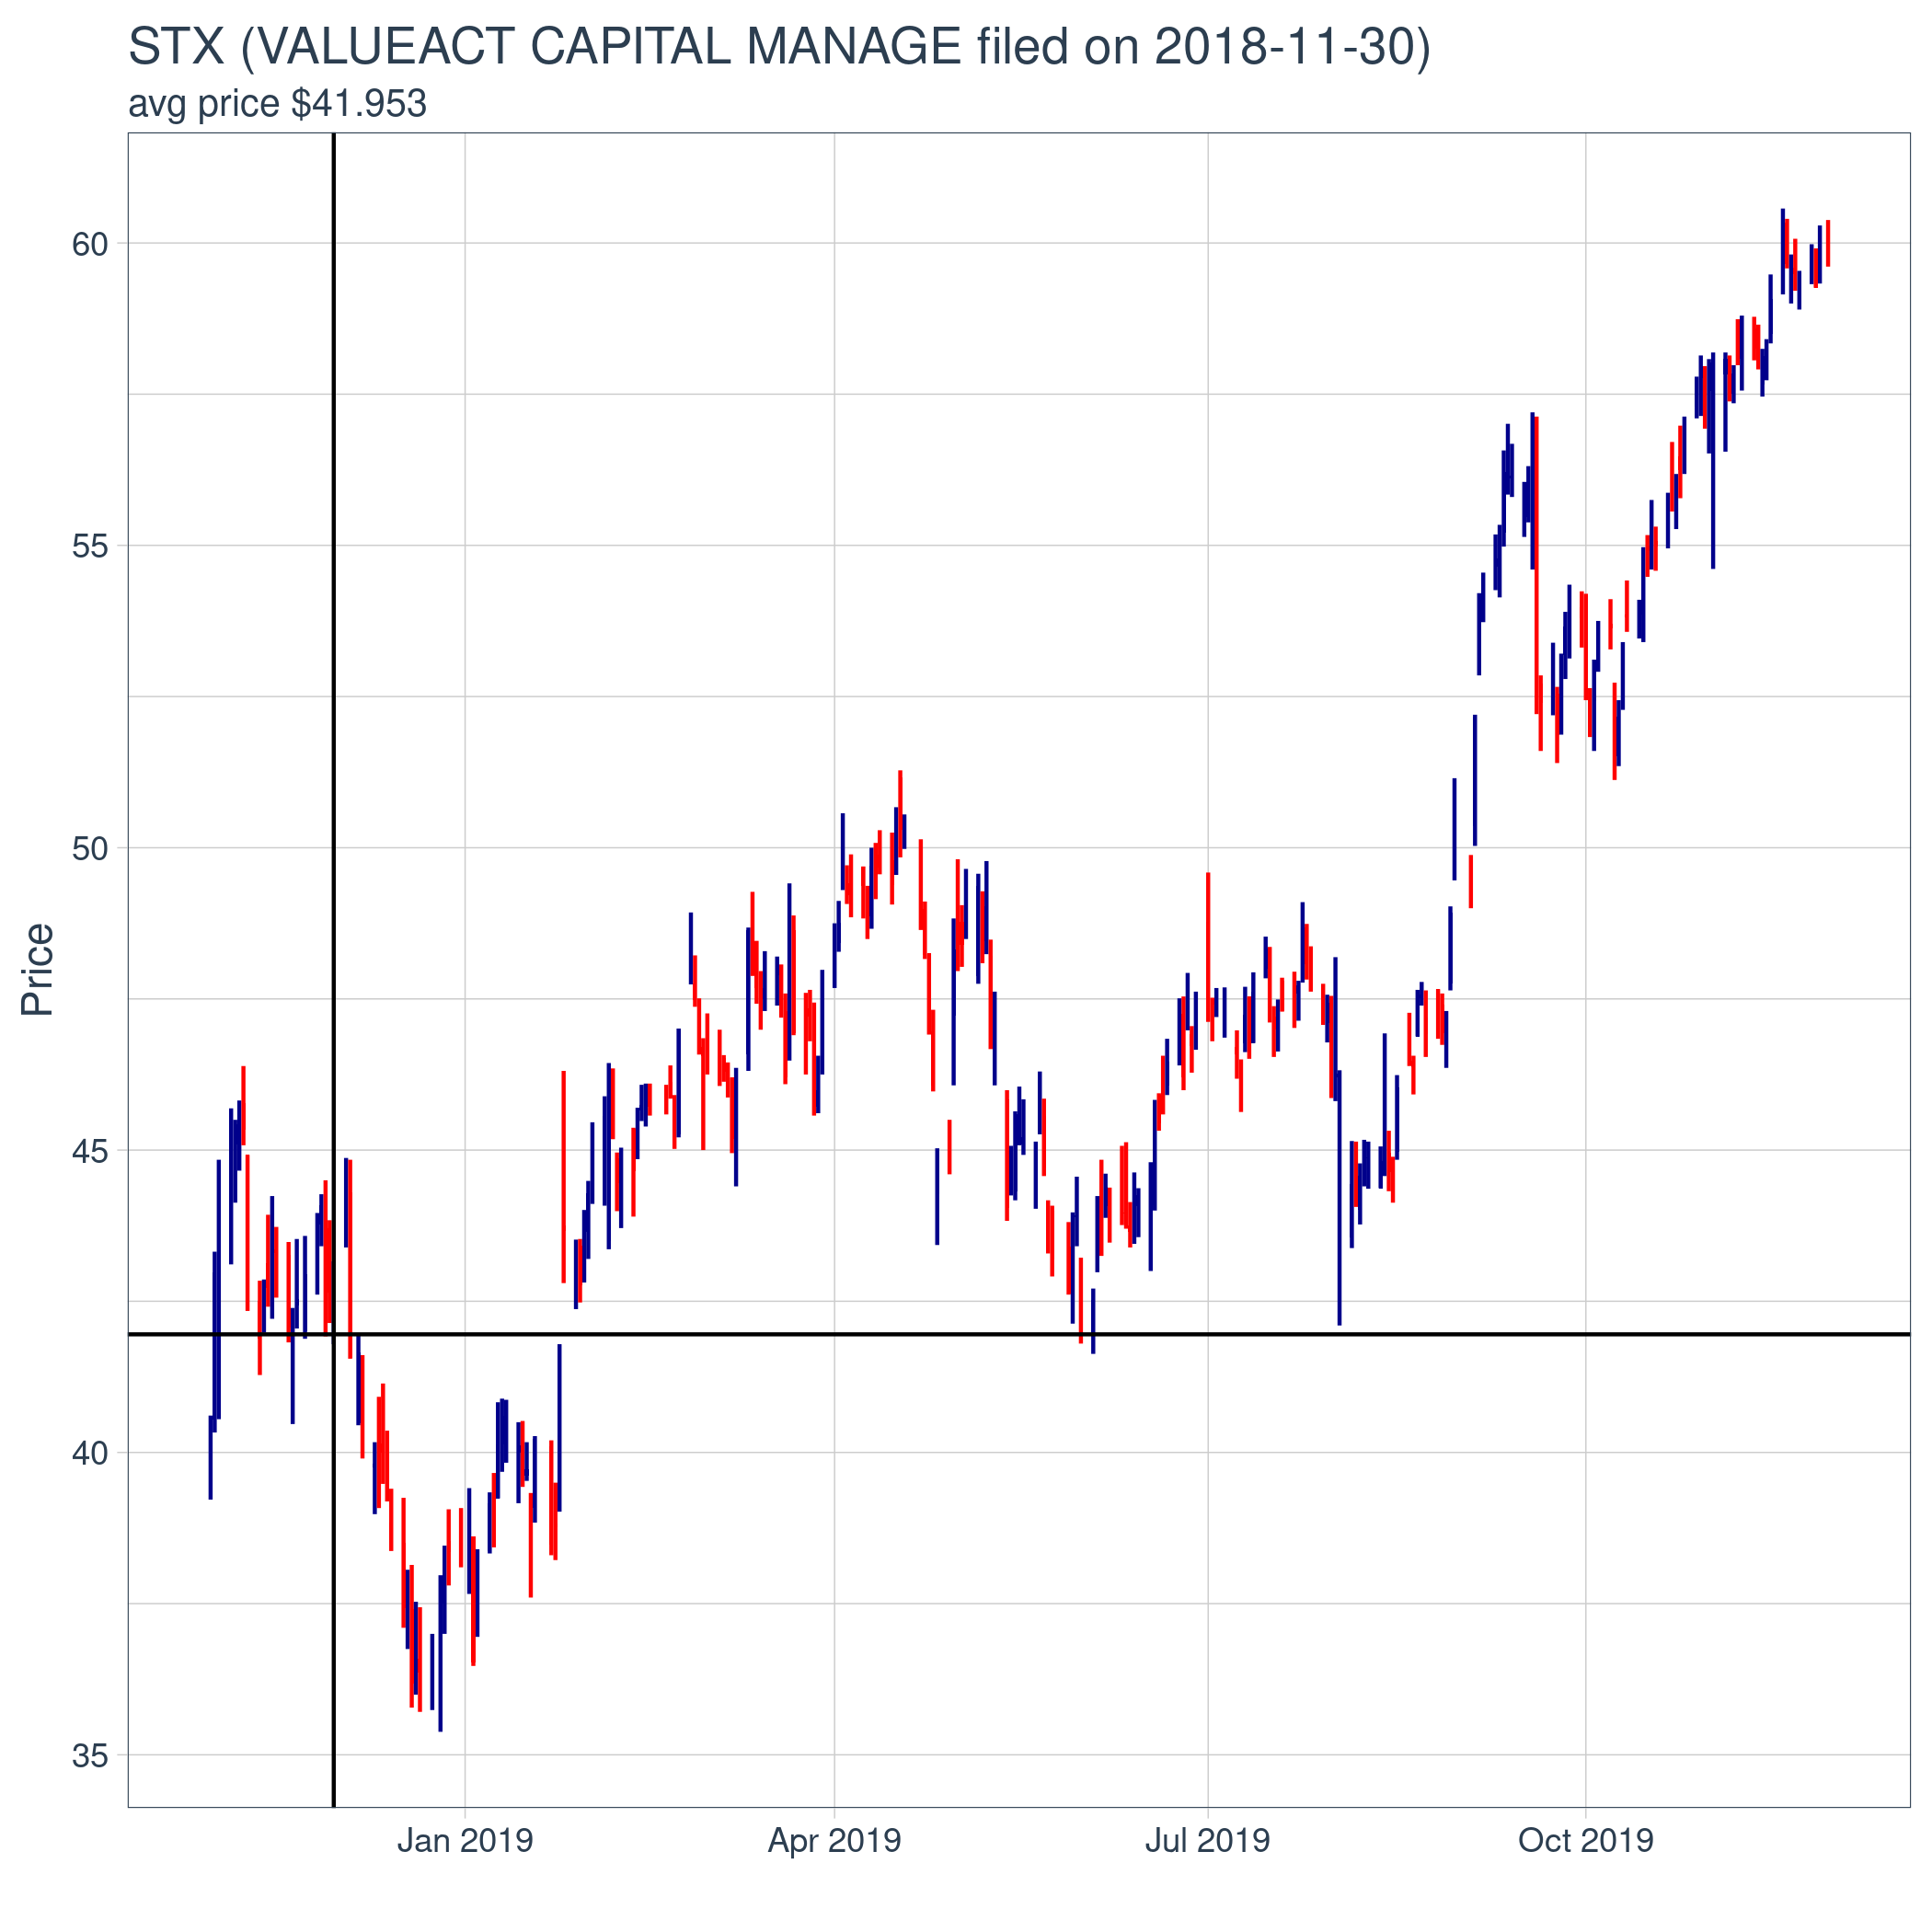 STX (VALUEACT CAPITAL MANAGE filed on 2018-11-30)
avg price $41.953
60
55
50
45
40
35
Price
Jan 2019
Apr 2019
Jul 2019
Oct 2019